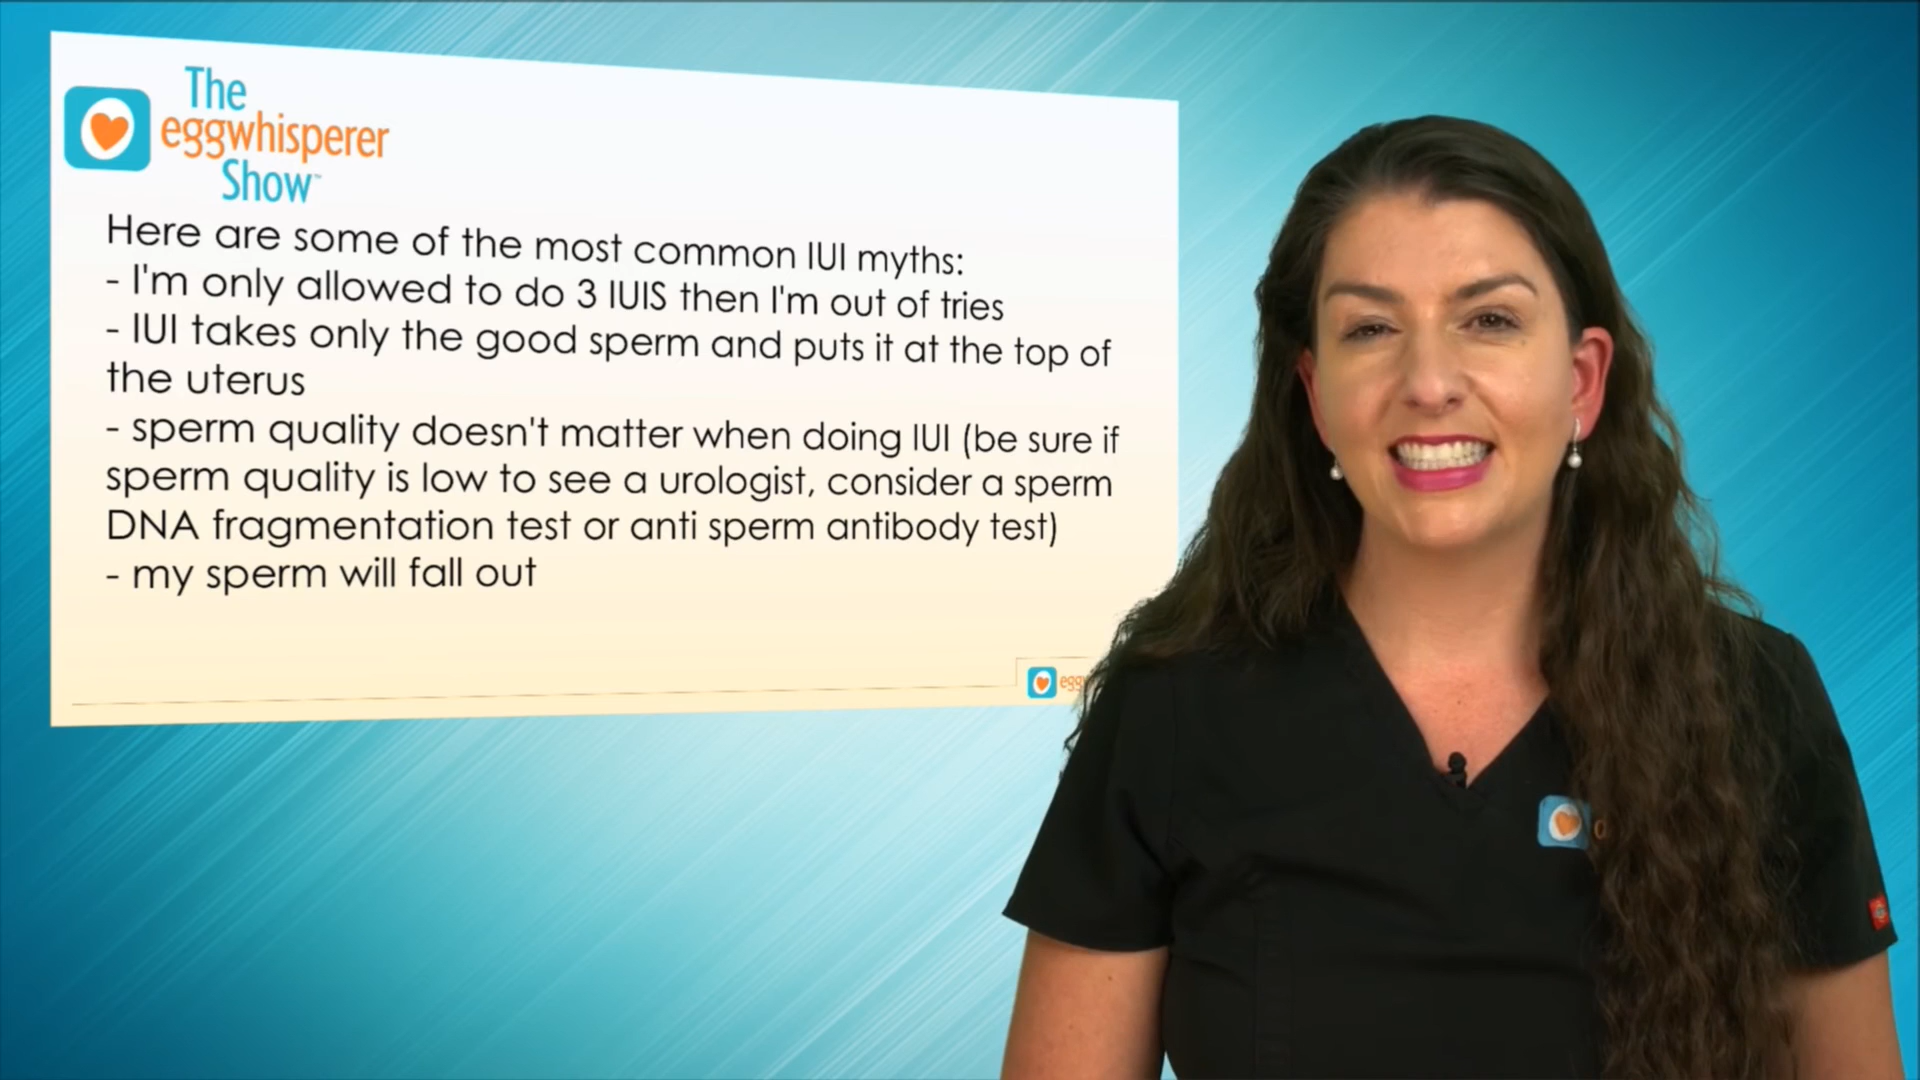 The
eggwhisperer
Show™
Here are some of the most common IUI myths:
- I'm only allowed to do 3 IUIS then I'm out of tries
- IUI takes only the good sperm and puts it at the top of
the uterus
- sperm quality doesn't matter when doing IUI (be sure if
sperm quality is low to see a urologist, consider a sperm
DNA fragmentation test or anti sperm antibody test)
- my sperm will fall out